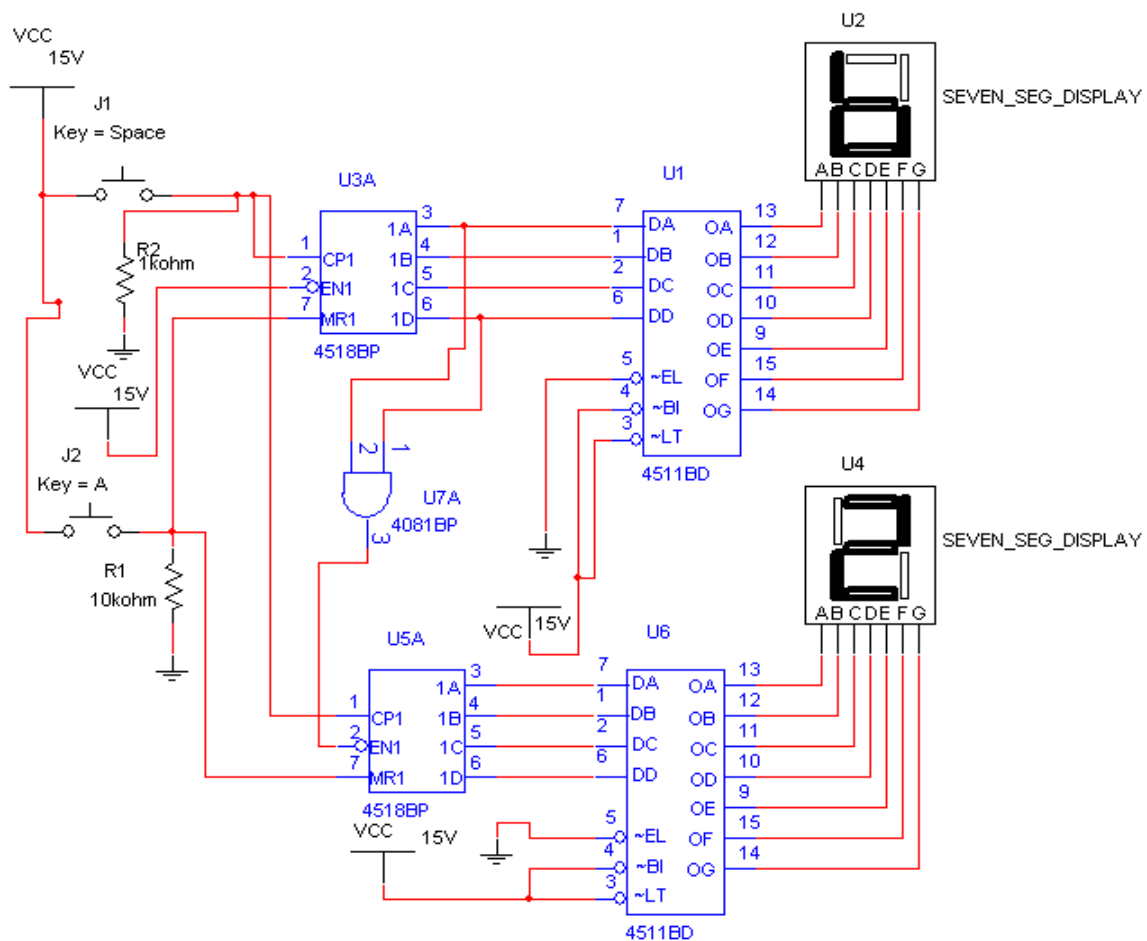 VCC
15V
J1
Key = Space
R2
1kohm
VCC
15V
J2
Key = A
R1
10kohm
U3A
1 CP1 1A 3
2 EN1 1B 4
7 MR1 1C 5
1D 6
4518BP
U1
7 DA OA 13
1 DB OB 12
2 DC OC 11
6 DD OD 10
OE 9
5 ~EL OF 15
4 ~BI OG 14
3 ~LT
4511BD
U2
SEVEN_SEG_DISPLAY
A B C D E F G
2 1
U7A
4081BP
3
VCC 15V
U4
SEVEN_SEG_DISPLAY
A B C D E F G
U5A
1 CP1 1A 3
2 EN1 1B 4
7 MR1 1C 5
1D 6
4518BP
VCC 15V
U6
7 DA OA 13
1 DB OB 12
2 DC OC 11
6 DD OD 10
OE 9
5 ~EL OF 15
4 ~BI OG 14
3 ~LT
4511BD
6
2